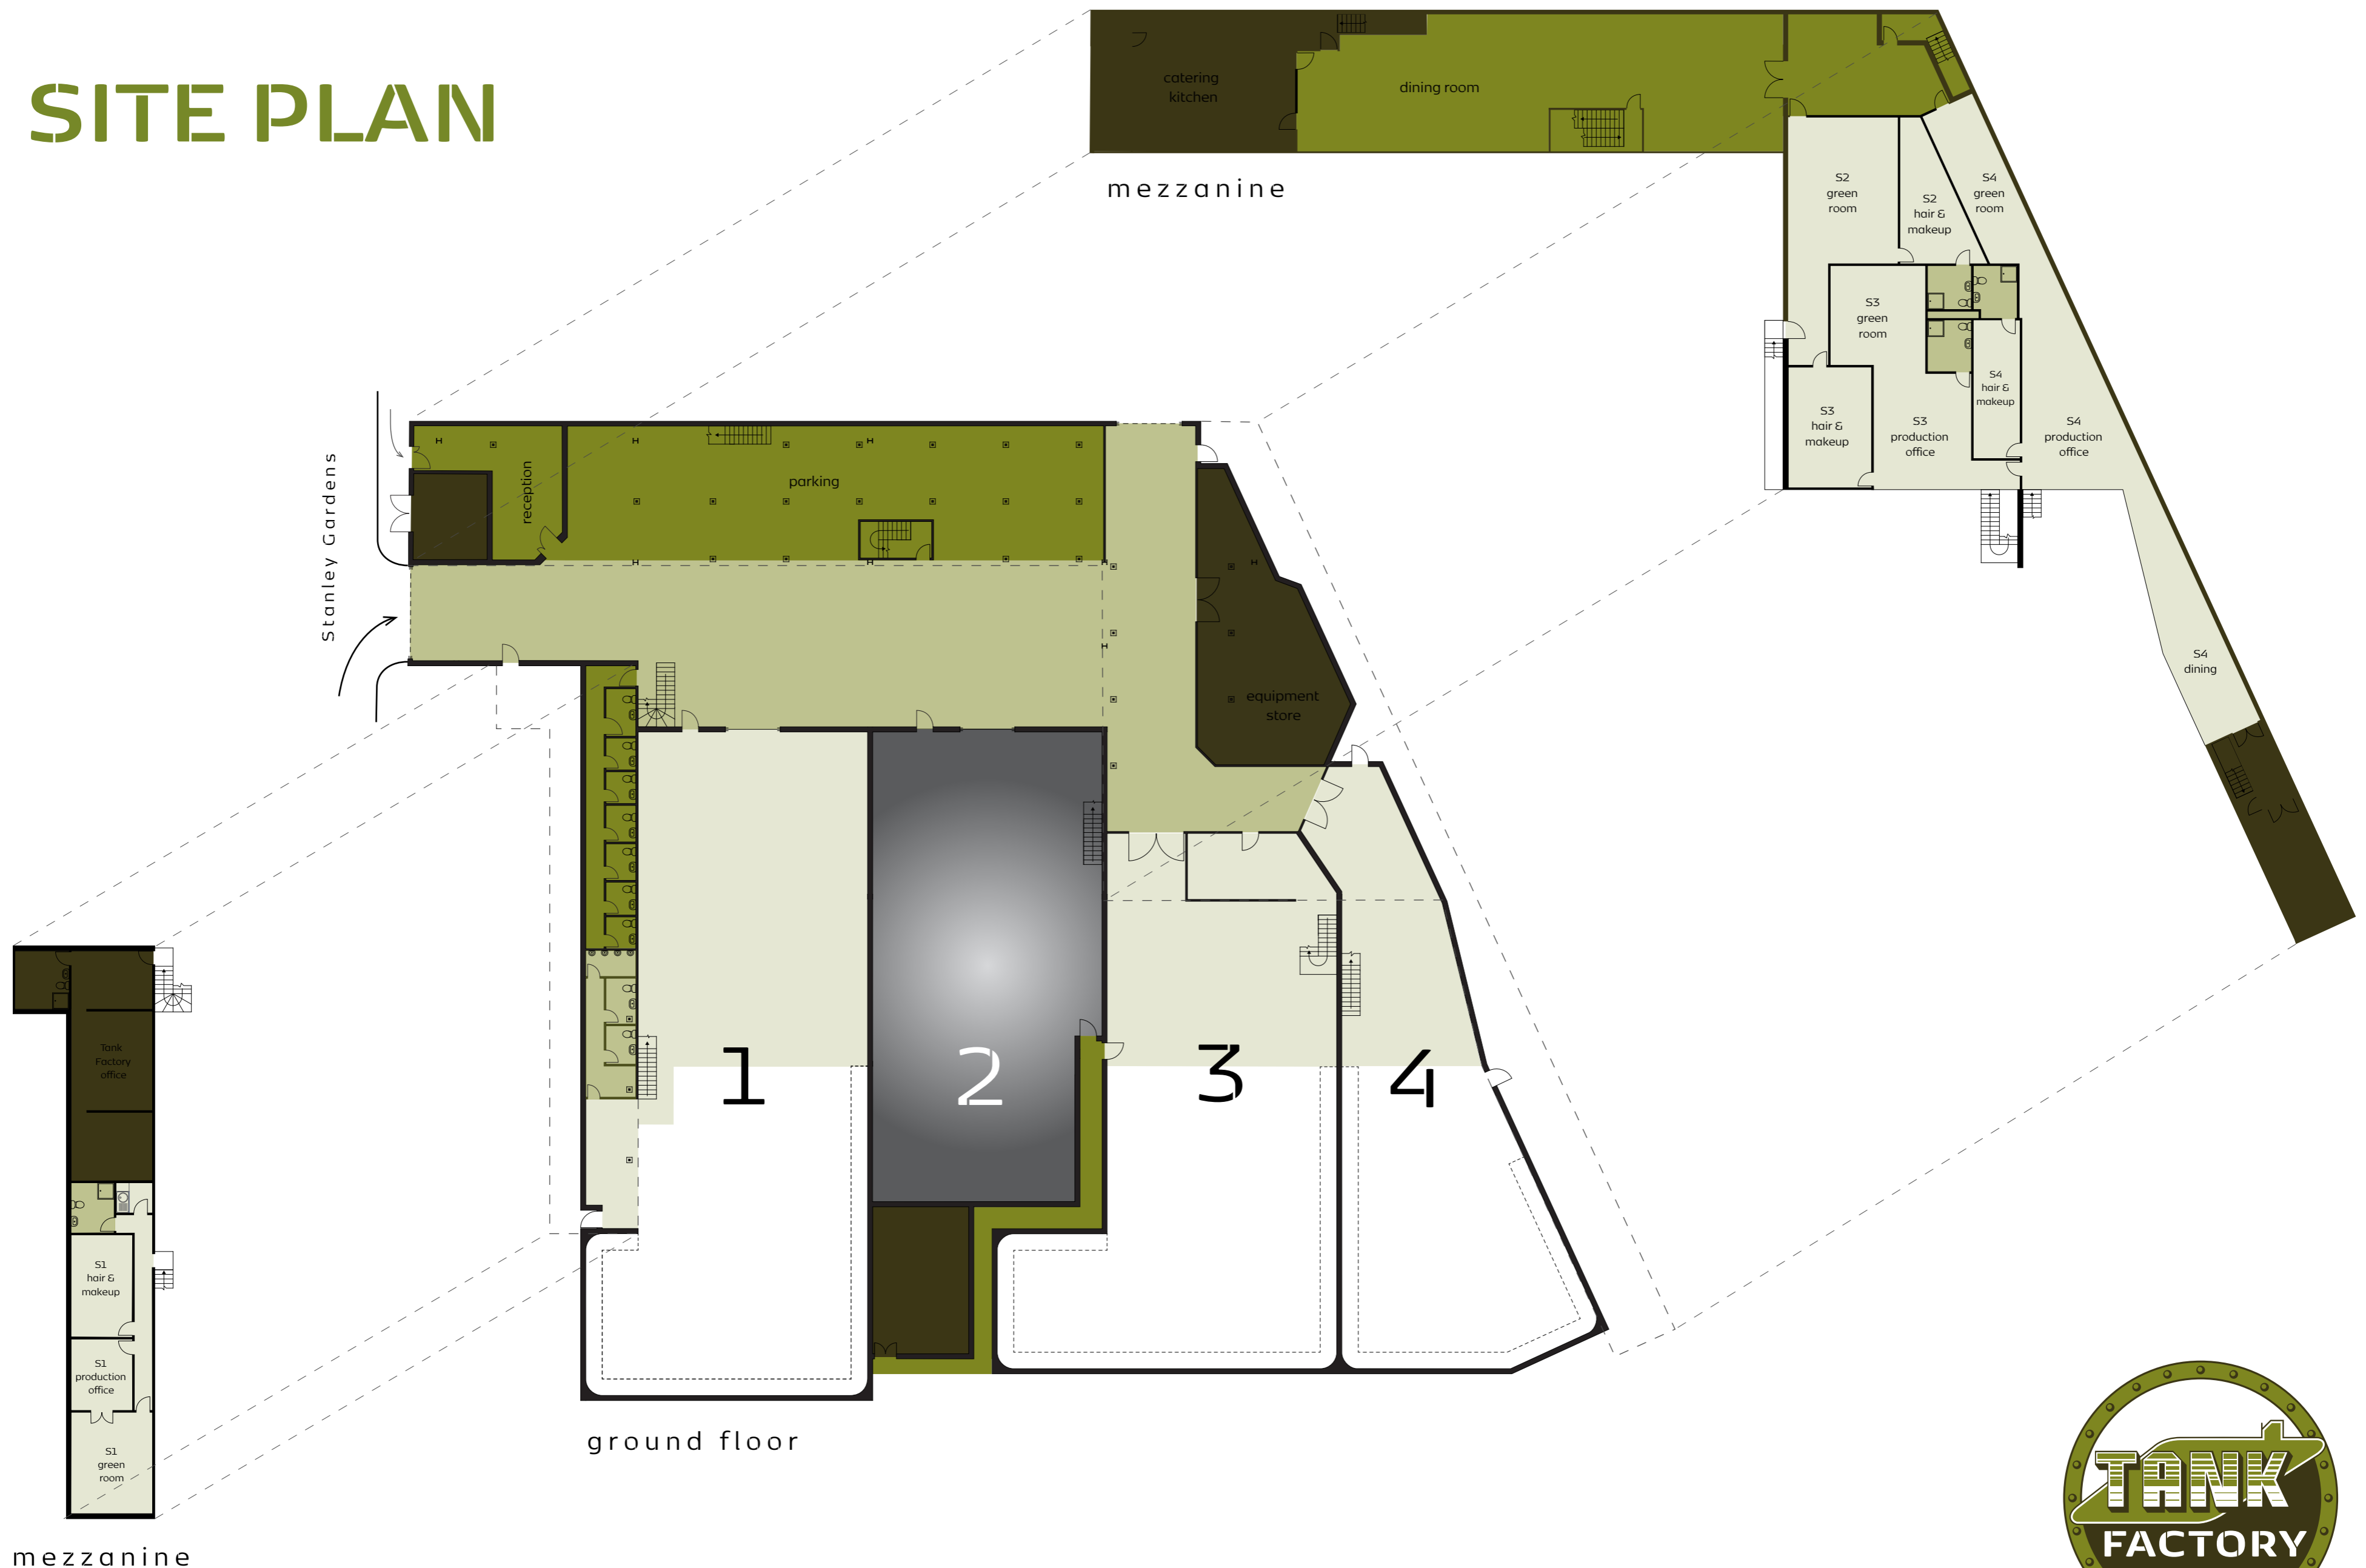 SITE PLAN
catering
kitchen
dining room
mezzanine
S2
green
room
S2
hair &
makeup
S4
green
room
S3
green
room
S4
hair &
makeup
S3
hair &
makeup
S3
production
office
S4
production
office
S4
dining
Stanley Gardens
reception
parking
equipment
store
1
2
3
4
ground floor
Tank
Factory
office
S1
hair &
makeup
S1
production
office
S1
green
room
mezzanine
TANK
FACTORY